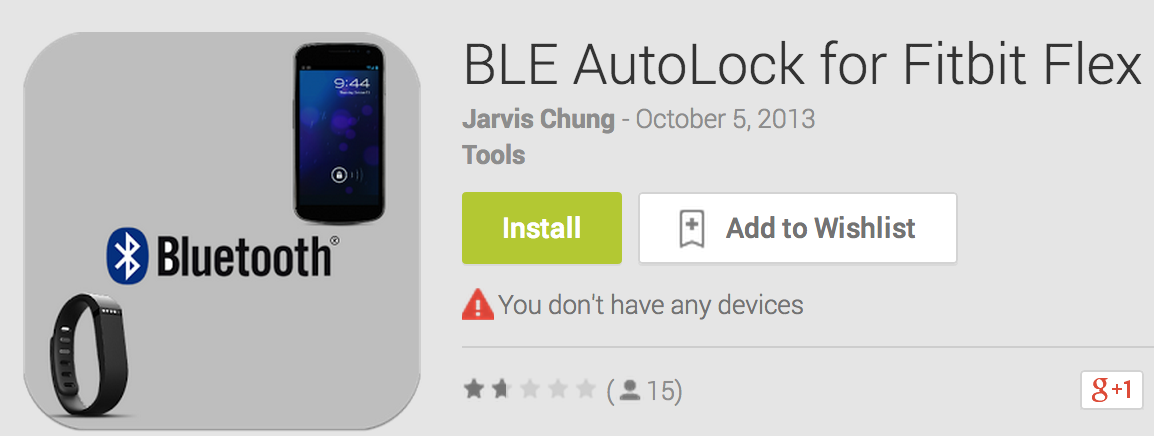 BLE AutoLock for Fitbit Flex
Jarvis Chung - October 5, 2013
Tools
Install
Add to Wishlist
You don't have any devices
(15)
g+1
9:44
Bluetooth®